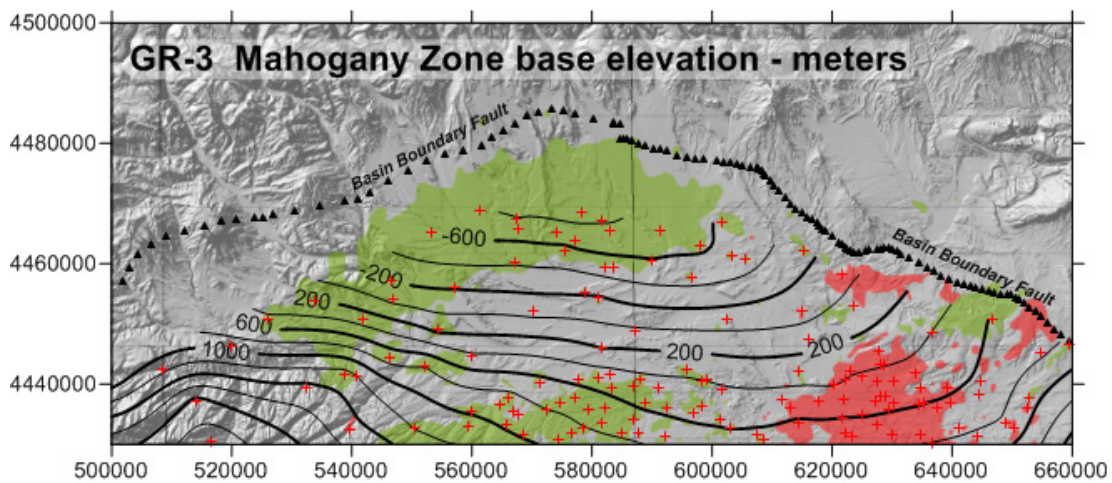 4500000
GR-3 Mahogany Zone base elevation - meters
Basin Boundary Fault
4480000
Basin Boundary Fault
-600
4460000
-200
200
600
1000
200
200
4440000
500000 520000 540000 560000 580000 600000 620000 640000 660000